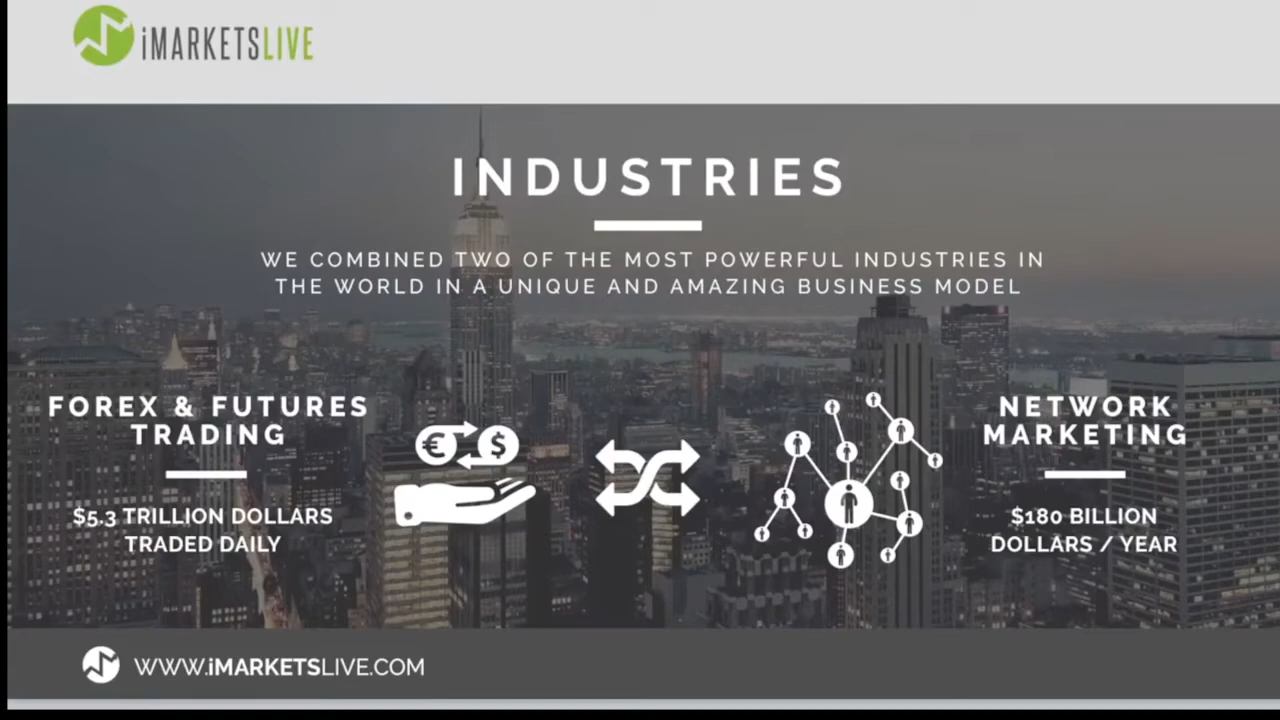 iMARKETSLIVE
INDUSTRIES
WE COMBINED TWO OF THE MOST POWERFUL INDUSTRIES IN
THE WORLD IN A UNIQUE AND AMAZING BUSINESS MODEL
FOREX & FUTURES
TRADING
$5.3 TRILLION DOLLARS
TRADED DAILY
€ $
NETWORK
MARKETING
$180 BILLION
DOLLARS / YEAR
WWW.iMARKETSLIVE.COM